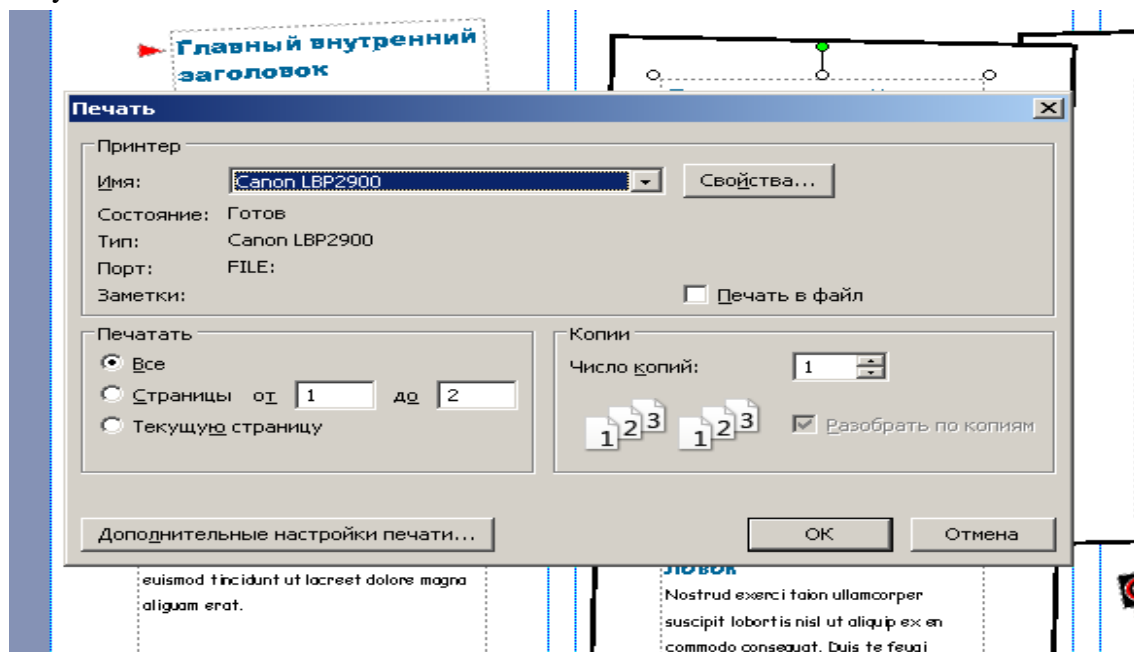 Главный внутренний
заголовок
Печать
Принтер
Имя: Canon LBP2900 Свойства...
Состояние: Готов
Тип: Canon LBP2900
Порт: FILE:
Заметки: Печать в файл
Печатать
Все
Страницы от 1 до 2
Текущую страницу
Копии
Число копий: 1
1 2 3 1 2 3 Разобрать по копиям
Дополнительные настройки печати... ОК Отмена
euismod tincidunt ut lacreet dolore magna
aliguam erat.
ловок
Nostrud exerci taion ullamcorper
suscipit lobortis nisl ut aliquip ex en
commodo consequat. Duis te feugi